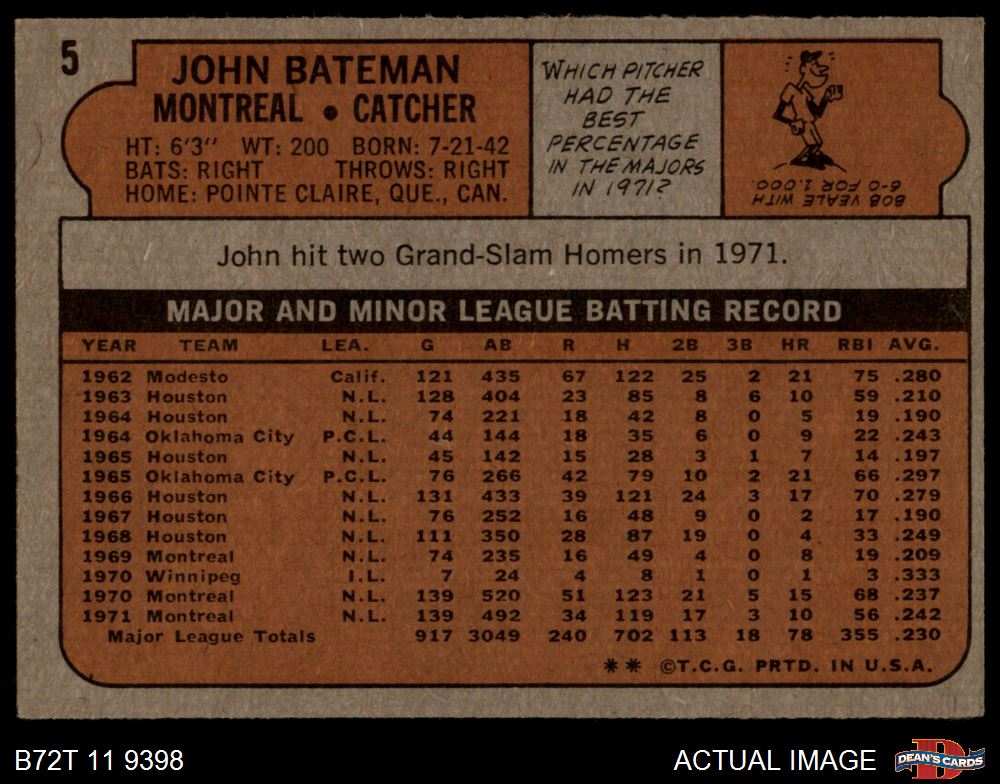 5
JOHN BATEMAN
MONTREAL • CATCHER
HT: 6'3" WT: 200 BORN: 7-21-42
BATS: RIGHT THROWS: RIGHT
HOME: POINTE CLAIRE, QUE., CAN.
WHICH PITCHER
HAD THE
BEST
PERCENTAGE
IN THE MAJORS
IN 1971?
BOB VEALE WITH
6-0 FOR 1.000.
John hit two Grand-Slam Homers in 1971.
MAJOR AND MINOR LEAGUE BATTING RECORD
YEAR TEAM LEA. G AB R H 2B 3B HR RBI AVG.
1962 Modesto Calif. 121 435 67 122 25 2 21 75 .280
1963 Houston N.L. 128 404 23 85 8 6 10 59 .210
1964 Houston N.L. 74 221 18 42 8 0 5 19 .190
1964 Oklahoma City P.C.L. 44 144 18 35 6 0 9 22 .243
1965 Houston N.L. 45 142 15 28 3 1 7 14 .197
1965 Oklahoma City P.C.L. 76 266 42 79 10 2 21 66 .297
1966 Houston N.L. 131 433 39 121 24 3 17 70 .279
1967 Houston N.L. 76 252 16 48 9 0 2 17 .190
1968 Houston N.L. 111 350 28 87 19 0 4 33 .249
1969 Montreal N.L. 74 235 16 49 4 0 8 19 .209
1970 Winnipeg I.L. 7 24 4 8 1 0 1 3 .333
1970 Montreal N.L. 139 520 51 123 21 5 15 68 .237
1971 Montreal N.L. 139 492 34 119 17 3 10 56 .242
Major League Totals 917 3049 240 702 113 18 78 355 .230
** ©T.C.G. PRTD. IN U.S.A.
B72T 11 9398
ACTUAL IMAGE
DEAN'S CARDS